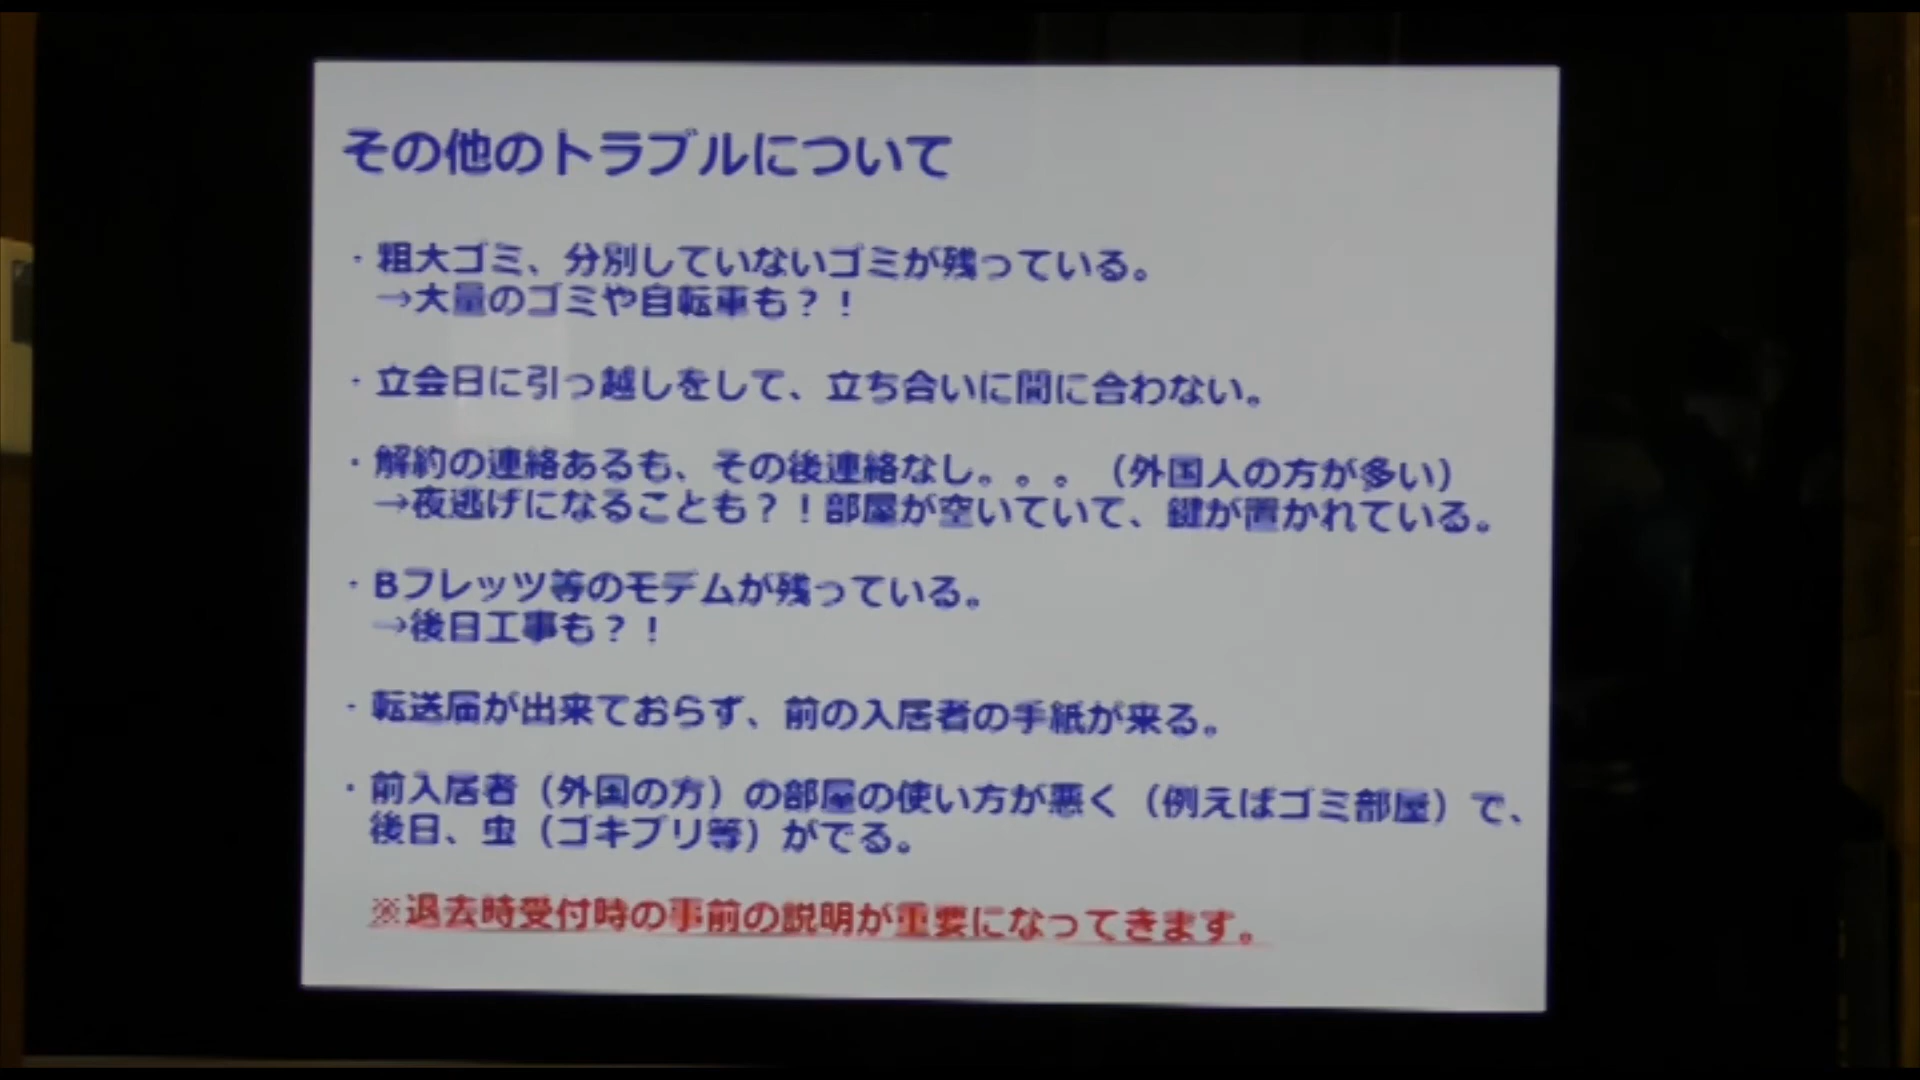 その他のトラブルについて
・粗大ゴミ、分別していないゴミが残っている。
→大量のゴミや自転車も？！
・立会日に引っ越しをして、立ち合いに間に合わない。
・解約の連絡あるも、その後連絡なし。。。（外国人の方が多い）
→夜逃げになることも？！部屋が空いていて、鍵が置かれている。
・Bフレッツ等のモデムが残っている。
→後日工事も？！
・転送届が出来ておらず、前の入居者の手紙が来る。
・前入居者（外国の方）の部屋の使い方が悪く（例えばゴミ部屋）で、
後日、虫（ゴキブリ等）がでる。
※退去時受付時の事前の説明が重要になってきます。